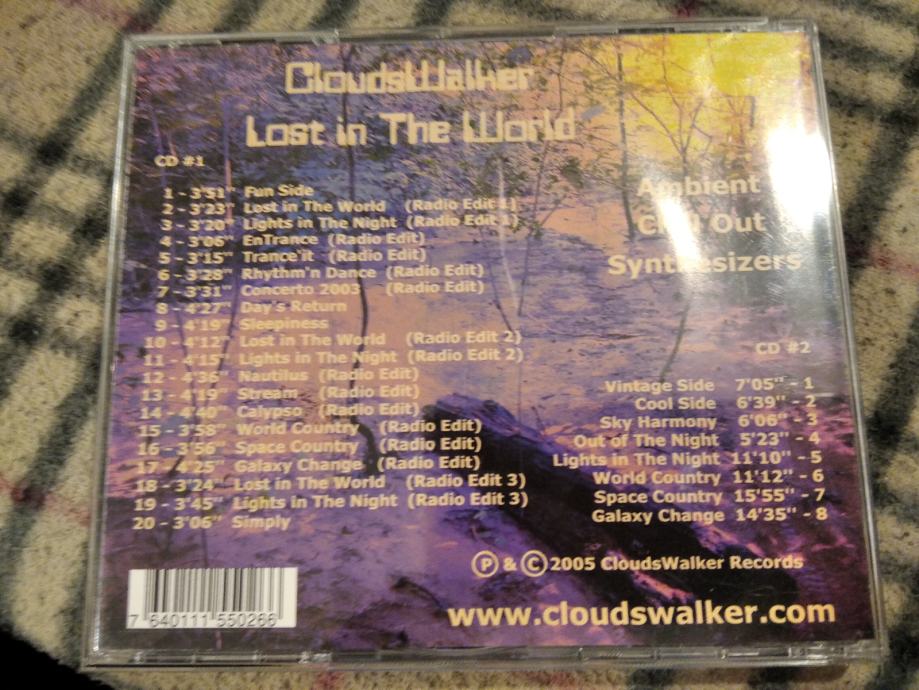 CloudsWalker
Lost in The World
CD #1
1 - 3'51" Fun Side
2 - 3'23" Lost in The World (Radio Edit 1)
3 - 3'20" Lights in The Night (Radio Edit 1)
4 - 3'06" EnTrance (Radio Edit)
5 - 3'15" Trance'it (Radio Edit)
6 - 3'28" Rhythm'n Dance (Radio Edit)
7 - 3'31" Concerto 2003 (Radio Edit)
8 - 4'27" Day's Return
9 - 4'19" Sleepiness
10 - 4'12" Lost in The World (Radio Edit 2)
11 - 4'15" Lights in The Night (Radio Edit 2)
12 - 4'36" Nautilus (Radio Edit)
13 - 4'19" Stream (Radio Edit)
14 - 4'40" Calypso (Radio Edit)
15 - 3'58" World Country (Radio Edit)
16 - 3'56" Space Country (Radio Edit)
17 - 4'25" Galaxy Change (Radio Edit)
18 - 3'24" Lost in The World (Radio Edit 3)
19 - 3'45" Lights in The Night (Radio Edit 3)
20 - 3'06" Simply
Ambient
Chill Out
Synthesizers
CD #2
Vintage Side 7'05" - 1
Cool Side 6'39" - 2
Sky Harmony 6'06" - 3
Out of The Night 5'23" - 4
Lights in The Night 11'10" - 5
World Country 11'12" - 6
Space Country 15'55" - 7
Galaxy Change 14'35" - 8
Ⓟ & © 2005 CloudsWalker Records
www.cloudswalker.com
7 640111 550266